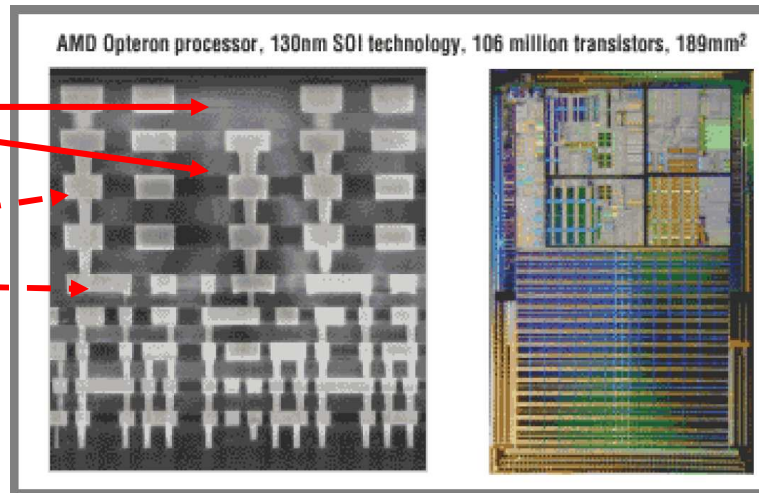 AMD Opteron processor, 130nm SOI technology, 106 million transistors, 189mm²